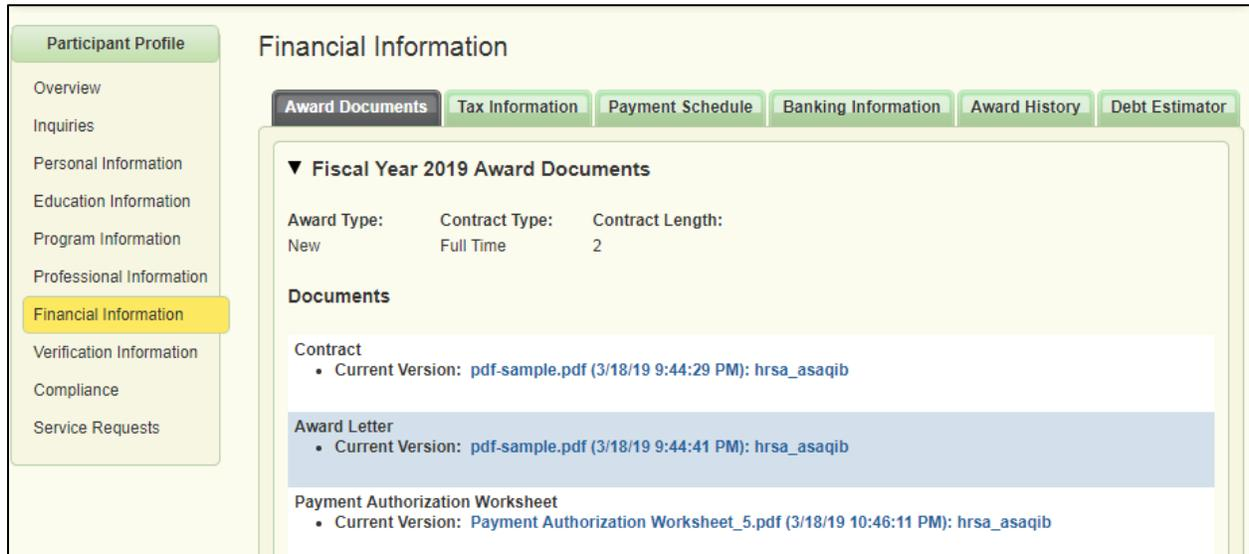 Participant Profile
Overview
Inquiries
Personal Information
Education Information
Program Information
Professional Information
Financial Information
Verification Information
Compliance
Service Requests
Financial Information
Award Documents Tax Information Payment Schedule Banking Information Award History Debt Estimator
▼ Fiscal Year 2019 Award Documents
Award Type: Contract Type: Contract Length:
New Full Time 2
Documents
Contract
• Current Version: pdf-sample.pdf (3/18/19 9:44:29 PM): hrsa_asaqib
Award Letter
• Current Version: pdf-sample.pdf (3/18/19 9:44:41 PM): hrsa_asaqib
Payment Authorization Worksheet
• Current Version: Payment Authorization Worksheet_5.pdf (3/18/19 10:46:11 PM): hrsa_asaqib